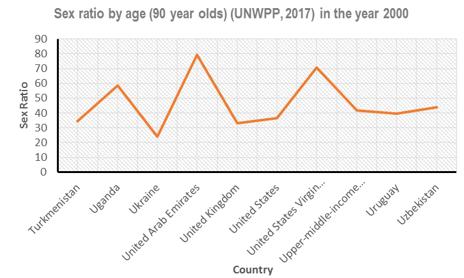 Sex ratio by age (90 year olds) (UNWPP, 2017) in the year 2000
90
80
70
60
50
40
30
20
10
0
Sex Ratio
Turkmenistan
Uganda
Ukraine
United Arab Emirates
United Kingdom
United States
United States Virgin...
Upper-middle-income...
Uruguay
Uzbekistan
Country